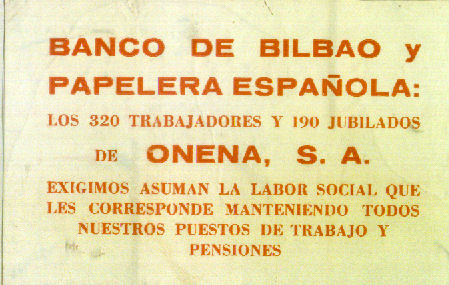 BANCO DE BILBAO y
PAPELERA ESPAÑOLA:
LOS 320 TRABAJADORES Y 190 JUBILADOS
DE ONENA, S. A.
EXIGIMOS ASUMAN LA LABOR SOCIAL QUE
LES CORRESPONDE MANTENIENDO TODOS
NUESTROS PUESTOS DE TRABAJO Y
PENSIONES